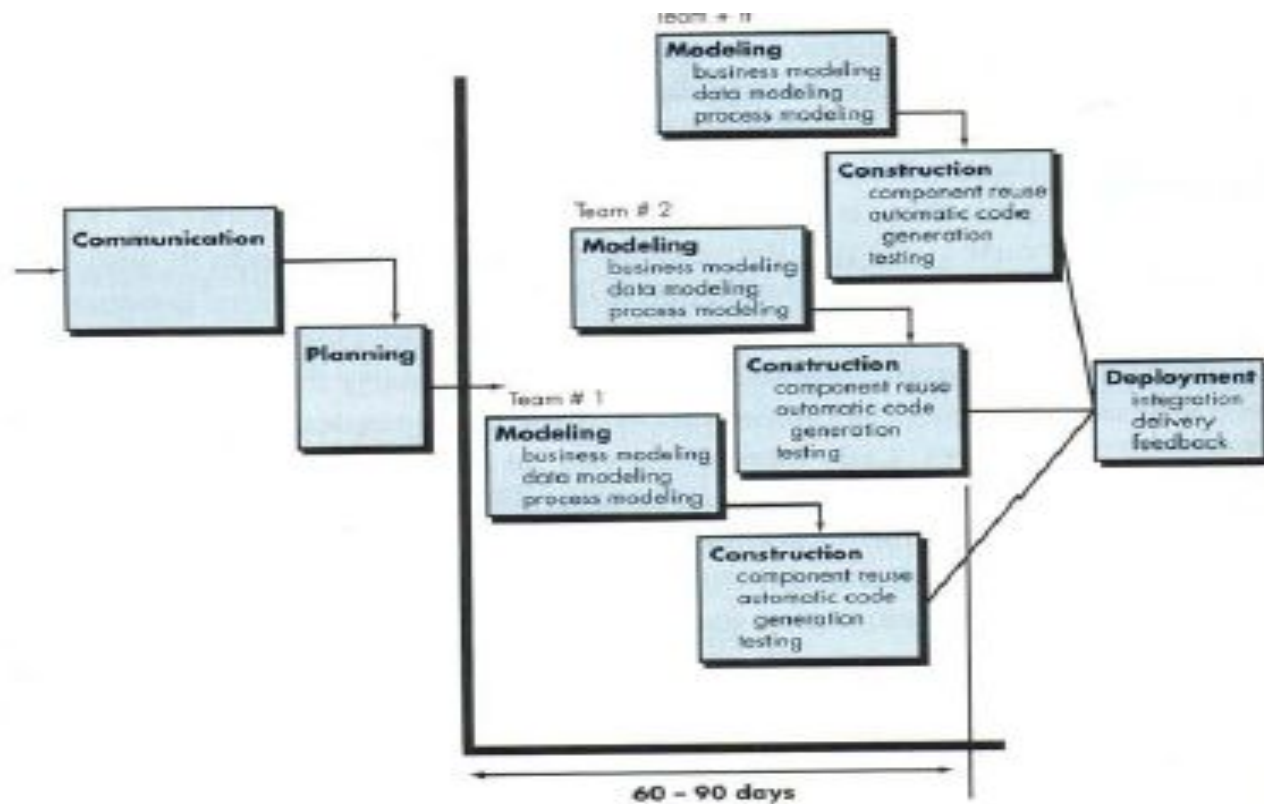 Modeling
business modeling
data modeling
process modeling
Construction
component reuse
automatic code
generation
testing
Team # 2
Modeling
business modeling
data modeling
process modeling
Communication
Planning
Construction
component reuse
automatic code
generation
testing
Deployment
integration
delivery
feedback
Team # 1
Modeling
business modeling
data modeling
process modeling
Construction
component reuse
automatic code
generation
testing
60 – 90 days